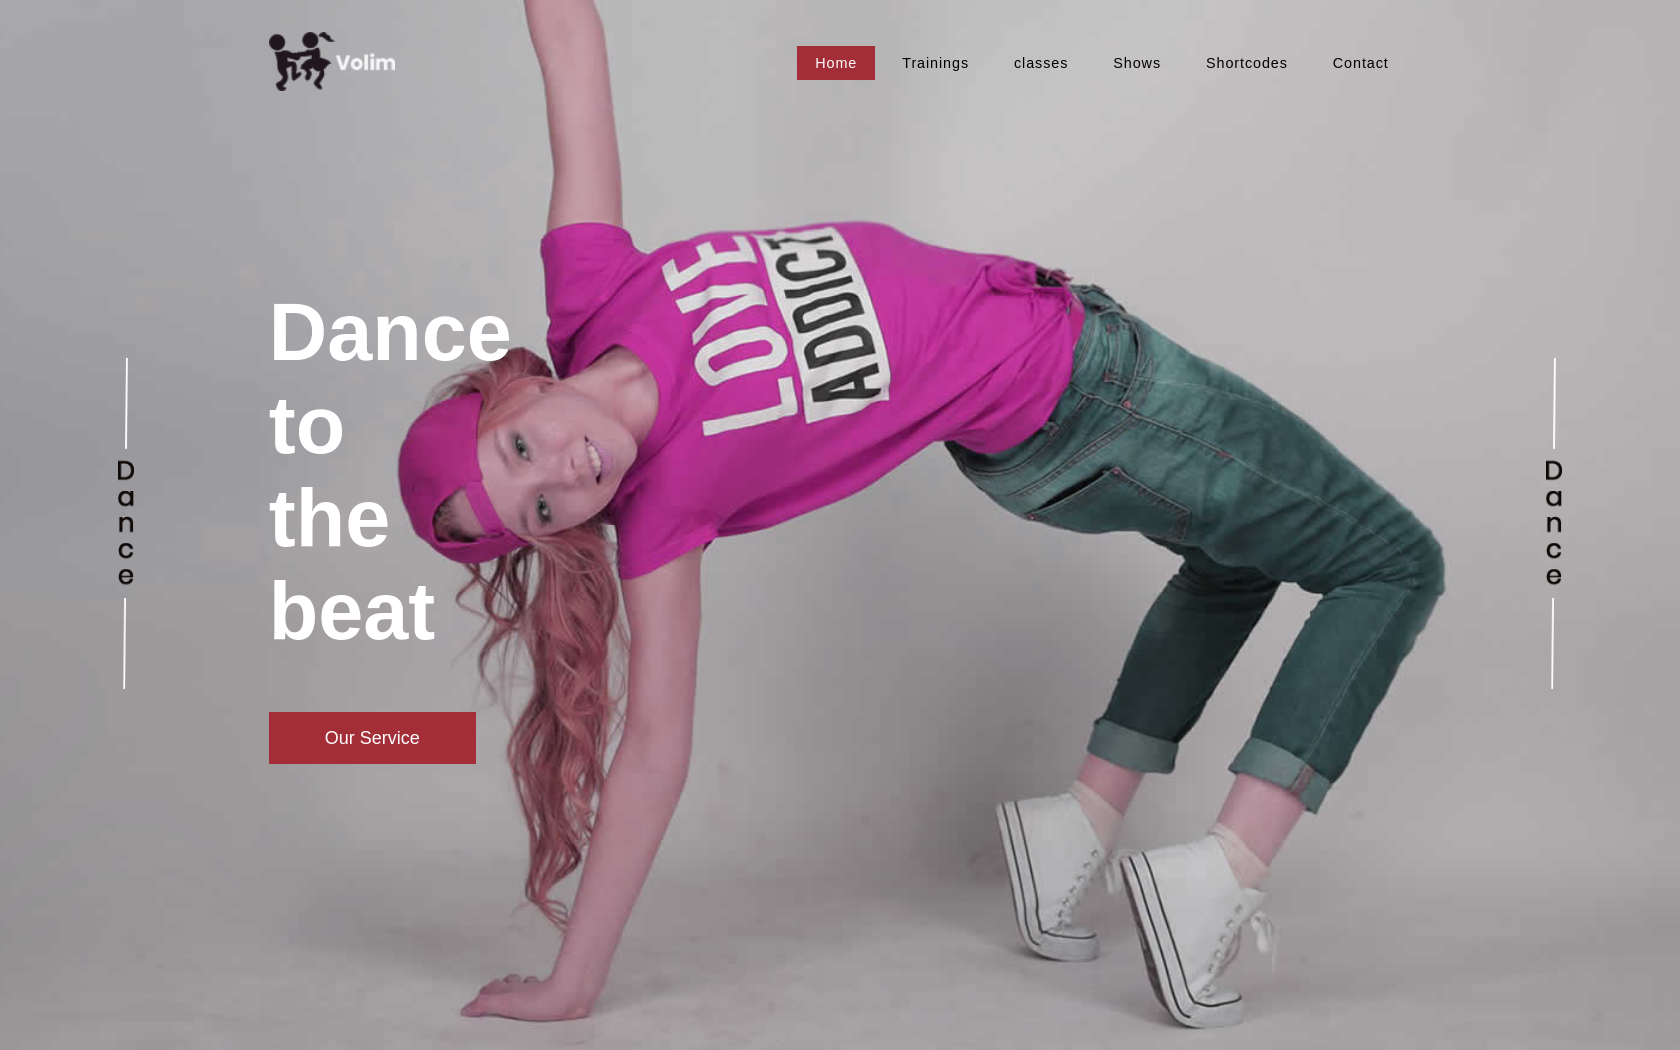 Volim
Home
Trainings
classes
Shows
Shortcodes
Contact
Dance
to
the
beat
Our Service
LOVE
ADDICT
Dance
Dance